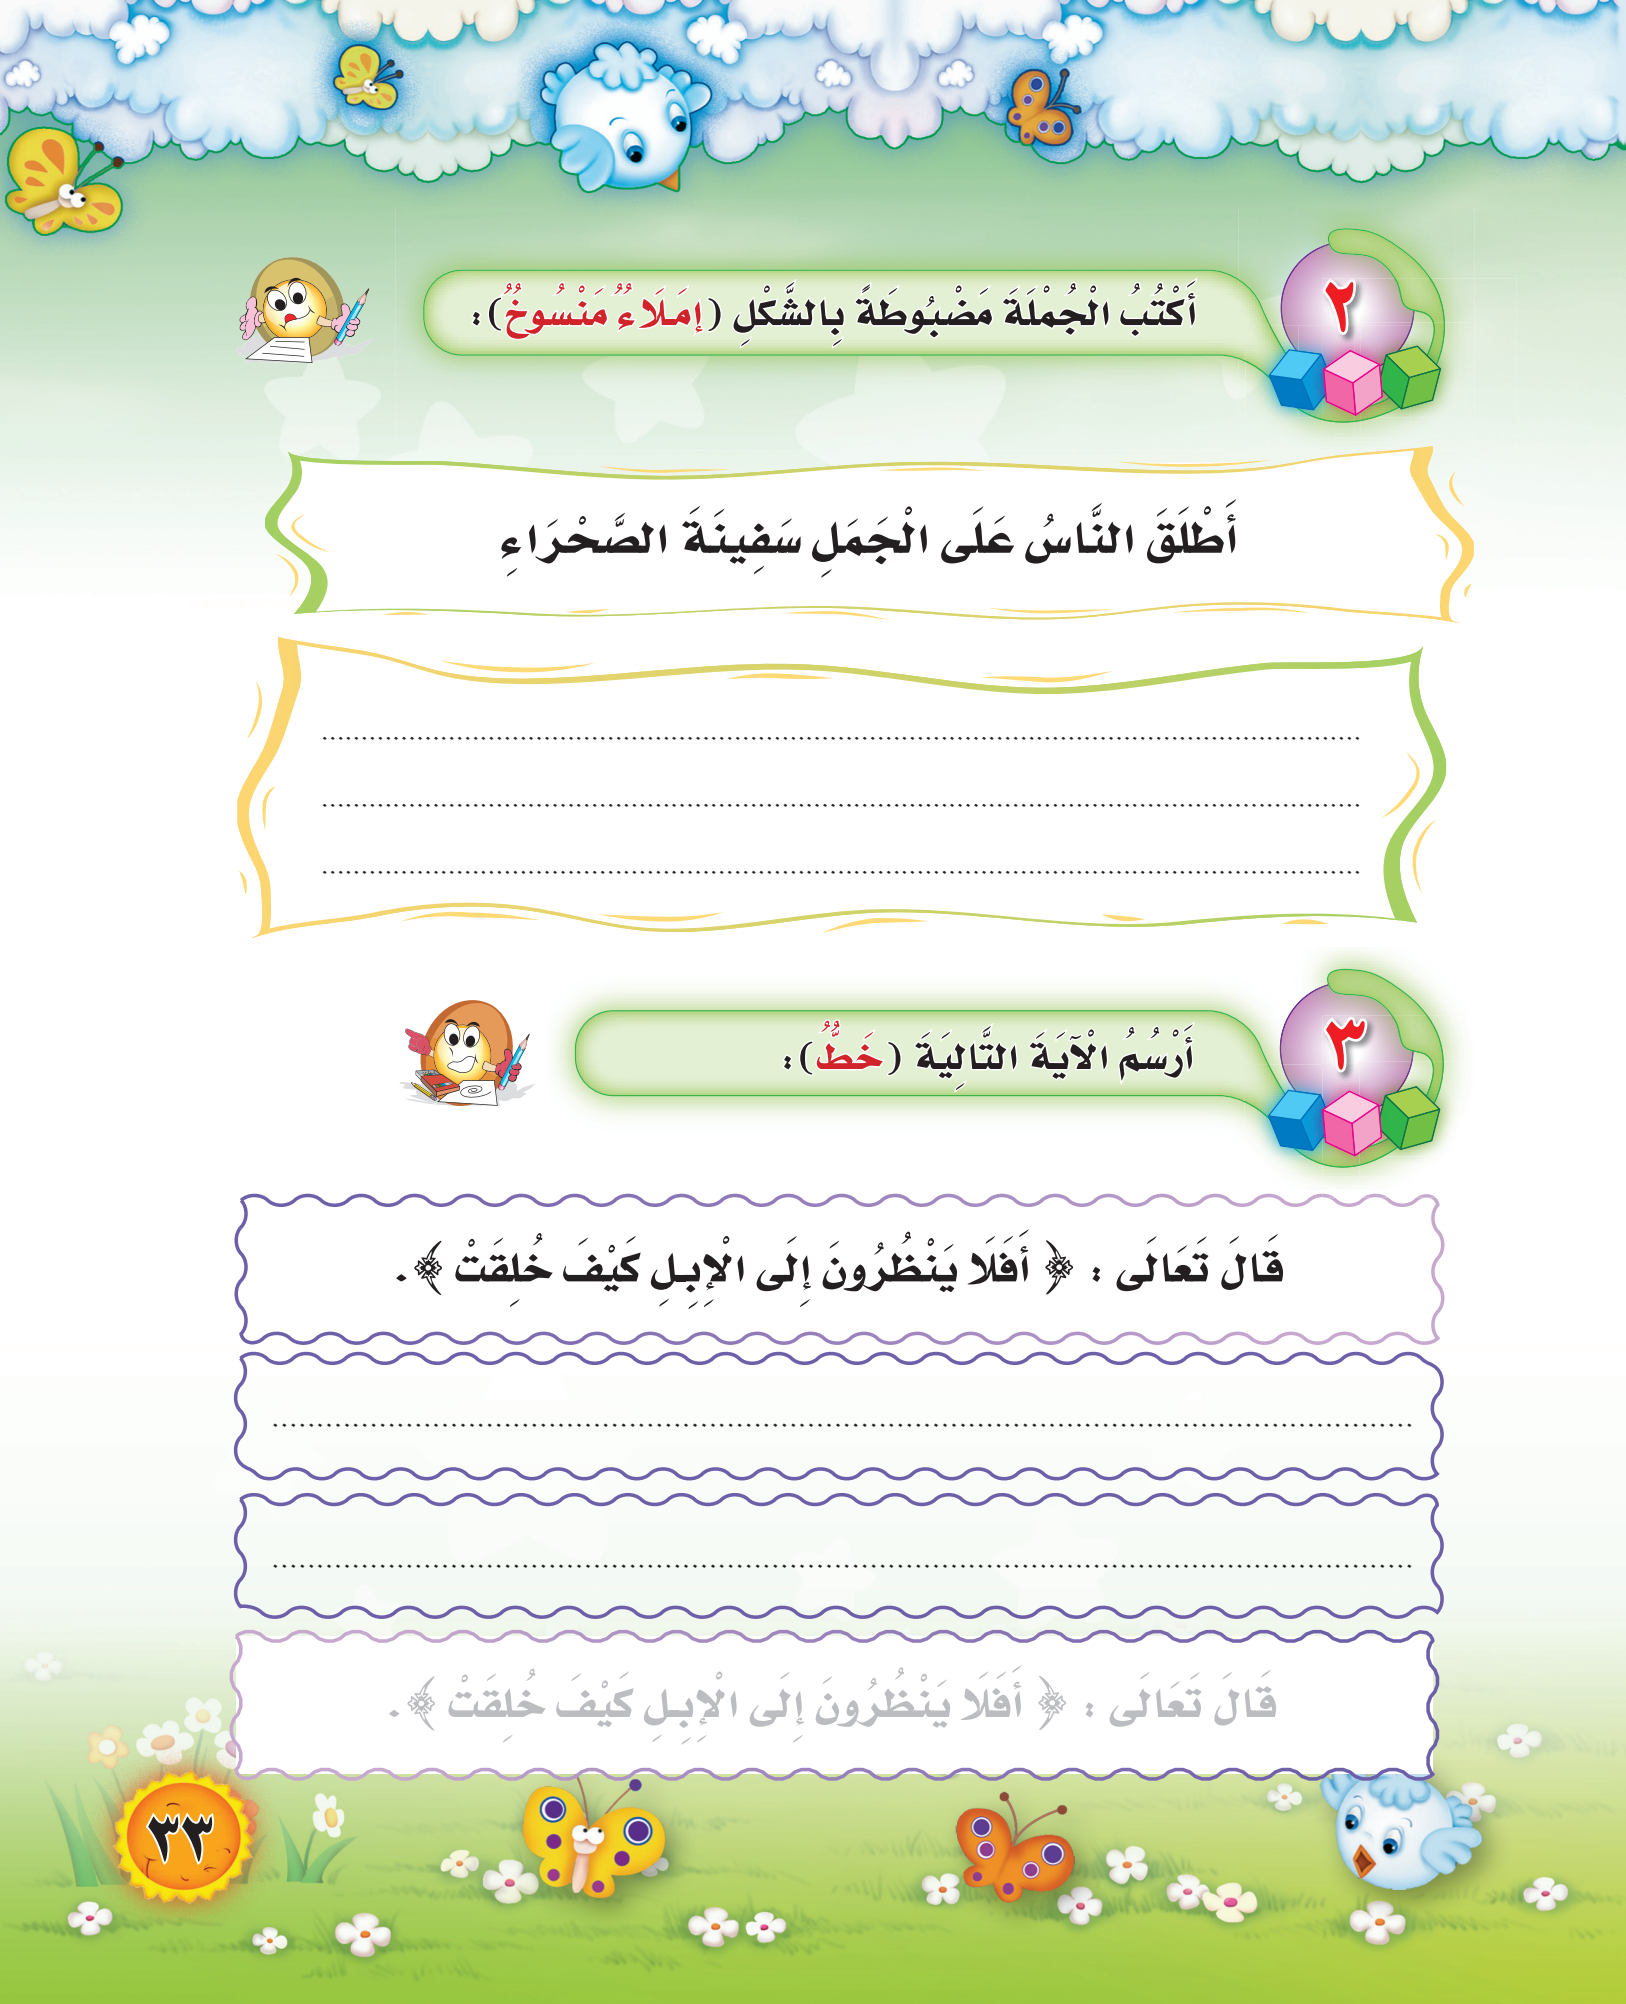 ٢
أَكْتُبُ الْجُمْلَةَ مَضْبُوطَةً بِالشَّكْلِ (إمَلَاءٌ مَنْسُوخٌ):
أَطْلَقَ النَّاسُ عَلَى الْجَمَلِ سَفِينَةَ الصَّحْرَاءِ
٣
أَرْسُمُ الْآيَةَ التَّالِيَةَ (خَطٌّ):
قَالَ تَعَالَى : ﴿ أَفَلَا يَنْظُرُونَ إِلَى الْإِبِلِ كَيْفَ خُلِقَتْ ﴾.
قَالَ تَعَالَى : ﴿ أَفَلَا يَنْظُرُونَ إِلَى الْإِبِلِ كَيْفَ خُلِقَتْ ﴾.
٣٣